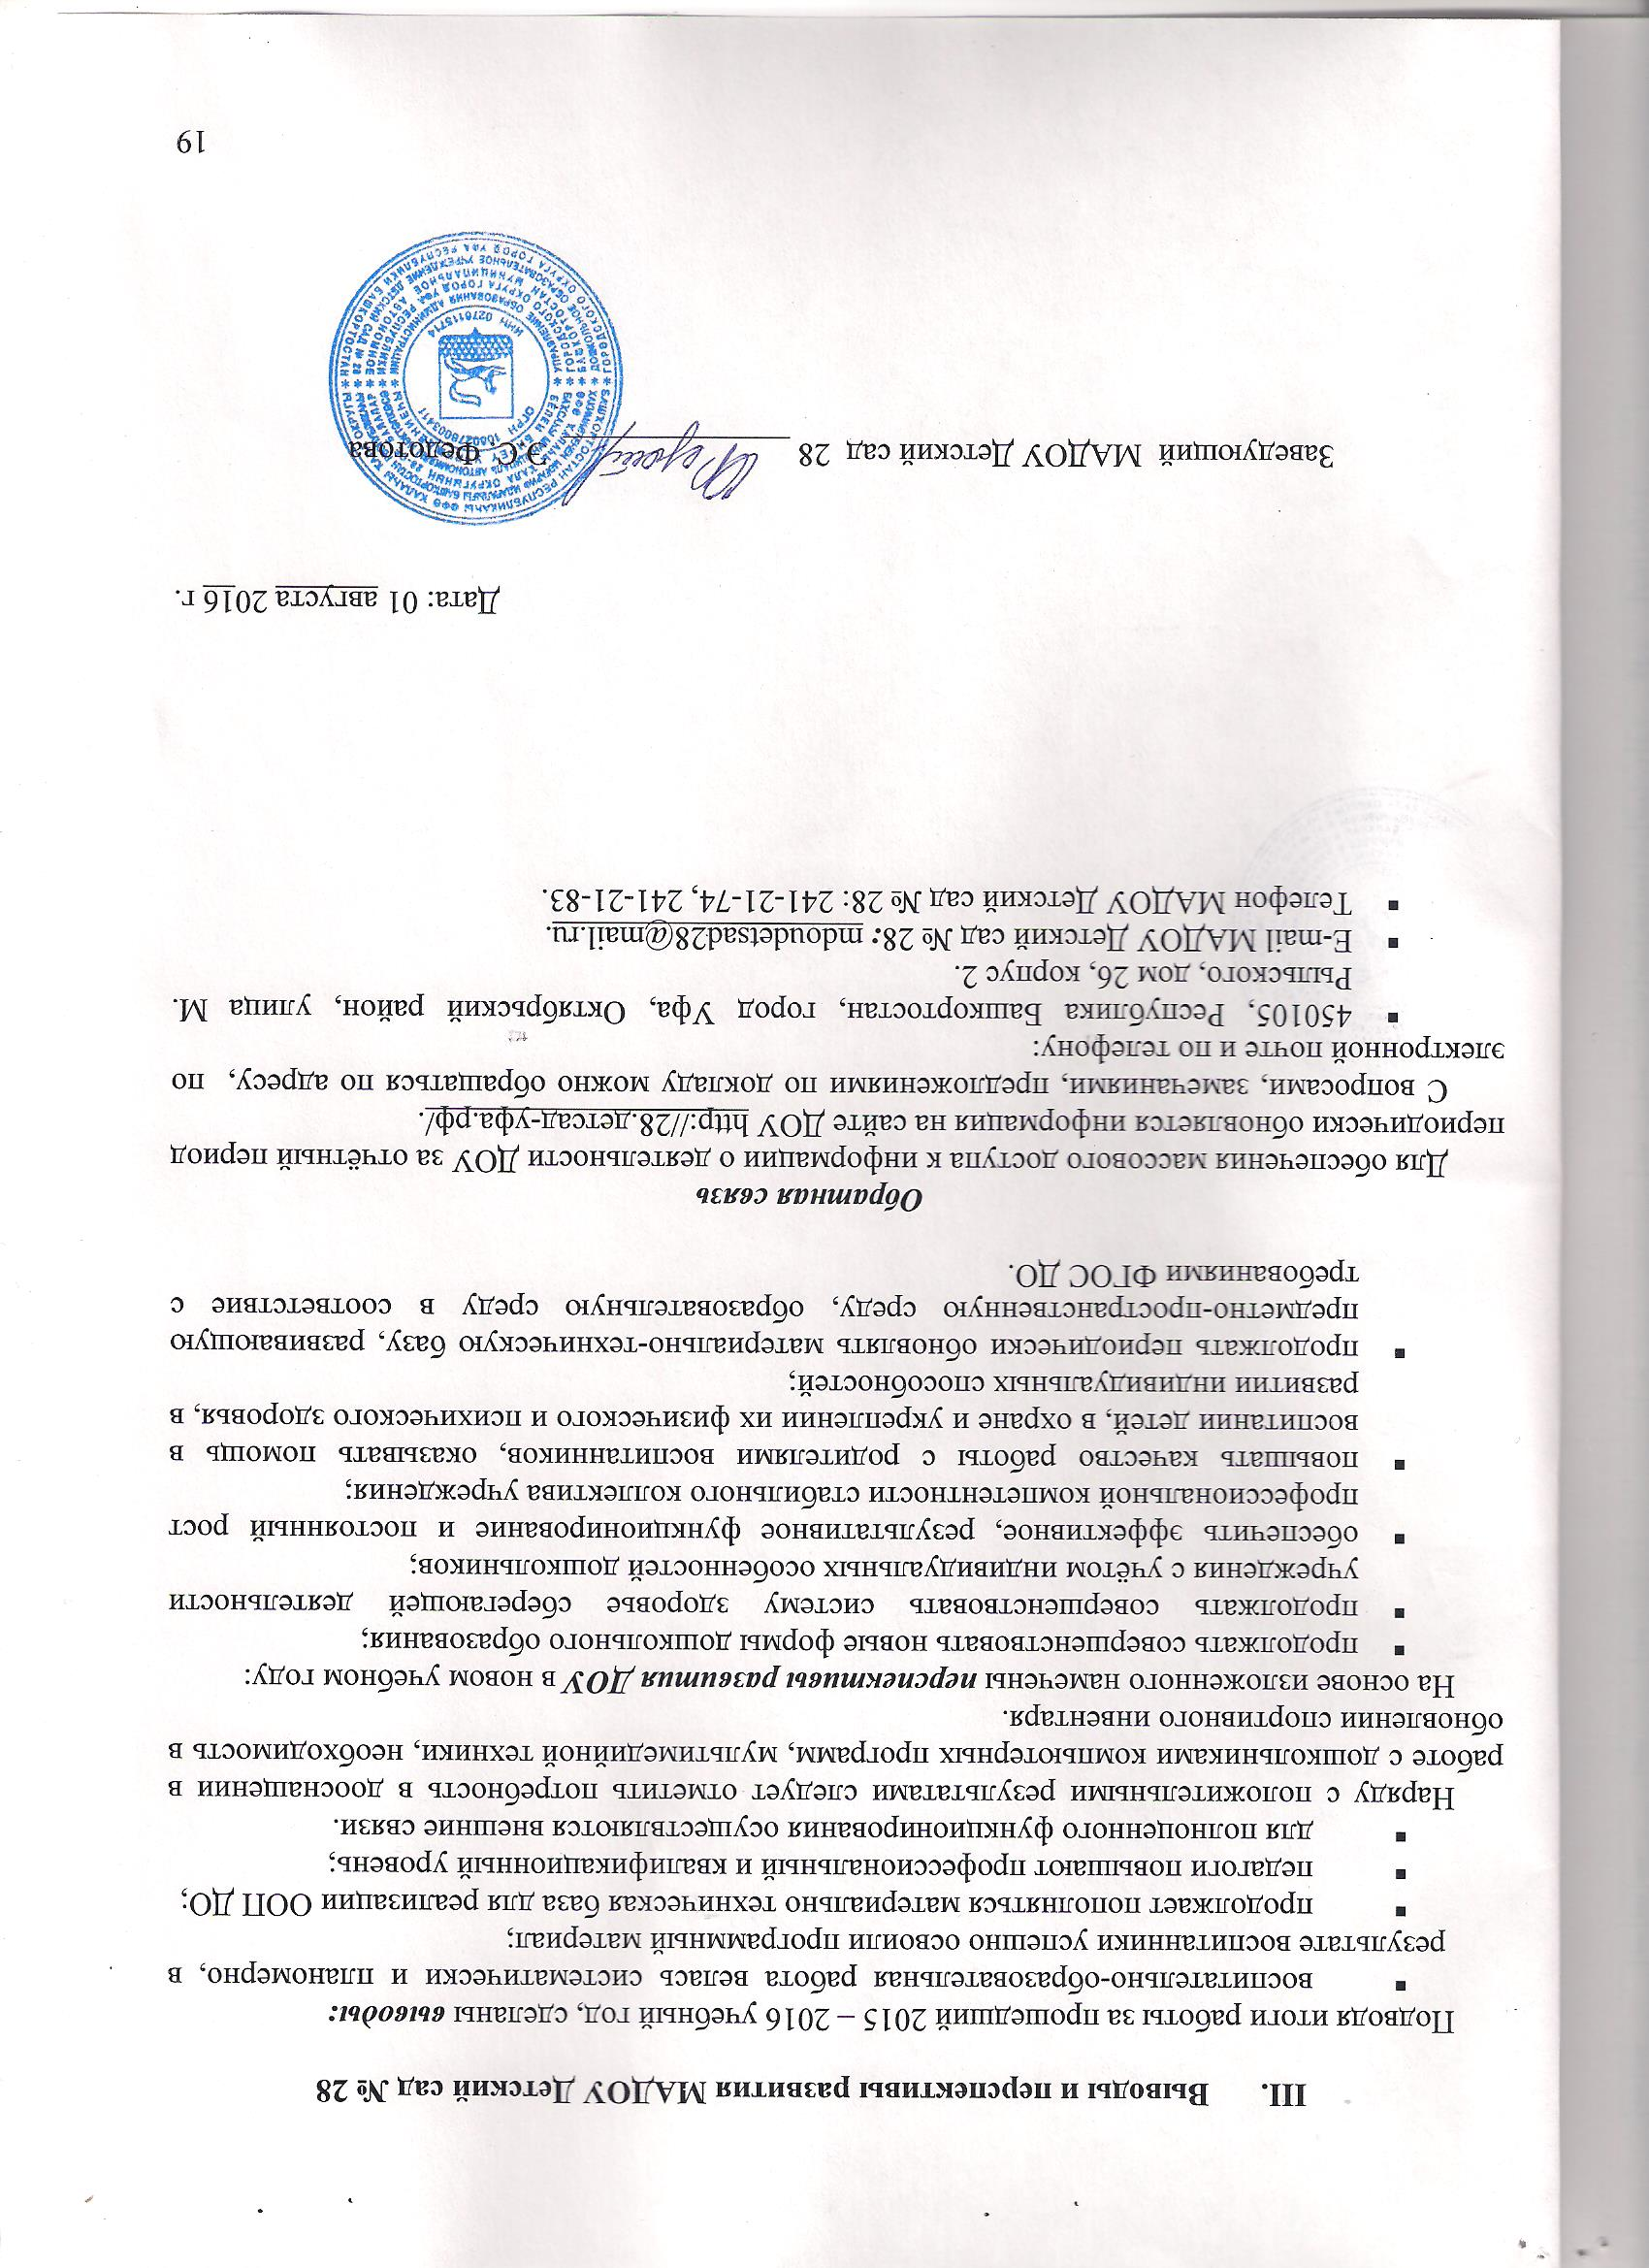 III. Выводы и перспективы развития МАДОУ Детский сад № 28
Подводя итоги работы за прошедший 2015 – 2016 учебный год, сделаны выводы:
▪ воспитательно-образовательная работа велась систематически и планомерно, в
результате воспитанники успешно освоили программный материал;
▪ продолжает пополняться материально техническая база для реализации ООП ДО;
▪ педагоги повышают профессиональный и квалификационный уровень;
▪ для полноценного функционирования осуществляются внешние связи.
Наряду с положительными результатами следует отметить потребность в дооснащении в
работе с дошкольниками компьютерных программ, мультимедийной техники, необходимость в
обновлении спортивного инвентаря.
На основе изложенного намечены перспективы развития ДОУ в новом учебном году:
▪ продолжать совершенствовать новые формы дошкольного образования;
▪ продолжать совершенствовать систему здоровье сберегающей деятельности
учреждения с учётом индивидуальных особенностей дошкольников;
▪ обеспечить эффективное, результативное функционирование и постоянный рост
профессиональной компетентности стабильного коллектива учреждения;
▪ повышать качество работы с родителями воспитанников, оказывать помощь в
воспитании детей, в охране и укреплении их физического и психического здоровья, в
развитии индивидуальных способностей;
▪ продолжать периодически обновлять материально-техническую базу, развивающую
предметно-пространственную среду, образовательную среду в соответствие с
требованиями ФГОС ДО.
Обратная связь
Для обеспечения массового доступа к информации о деятельности ДОУ за отчётный период
периодически обновляется информация на сайте ДОУ http://28.детсад-уфа.рф/.
С вопросами, замечаниями, предложениями по докладу можно обращаться по адресу, по
электронной почте и по телефону:
▪ 450105, Республика Башкортостан, город Уфа, Октябрьский район, улица М.
Рыльского, дом 26, корпус 2.
▪ E-mail МАДОУ Детский сад № 28: mdoudetsad28@mail.ru.
▪ Телефон МАДОУ Детский сад № 28: 241-21-74, 241-21-83.
Дата: 01 августа 2016 г.
Заведующий МАДОУ Детский сад 28 Э.С. Федотова
ИНН 0276115714
19